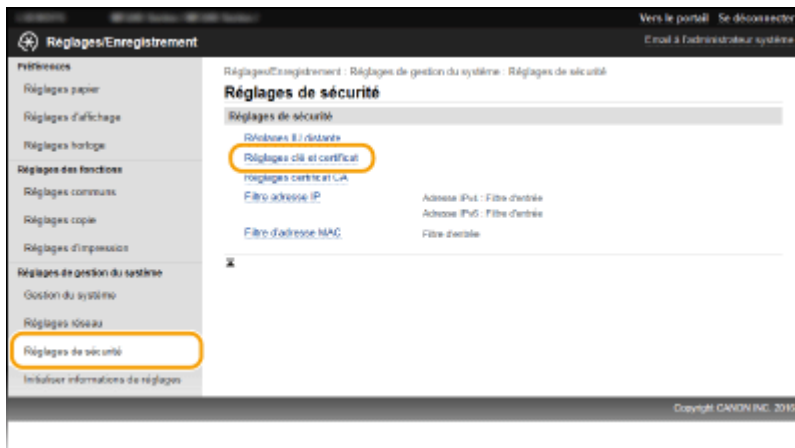 Vers le portail Se déconnecter
Réglages/Enregistrement
Email à l'administrateur système
Préférences
Réglages papier
Réglages d'affichage
Réglages horloge
Réglages des fonctions
Réglages communs
Réglages copie
Réglages d'impression
Réglages de gestion du système
Gestion du système
Réglages réseau
Réglages de sécurité
Initialiser informations de réglages
Réglages/Enregistrement : Réglages de gestion du système : Réglages de sécurité
Réglages de sécurité
Réglages de sécurité
Réglages IU distante
Réglages clé et certificat
Réglages certificat CA
Filtre adresse IP
Adresse IPv4 : Filtre d'entrée
Adresse IPv6 : Filtre d'entrée
Filtre d'adresse MAC
Filtre d'entrée
Copyright CANON INC. 2016